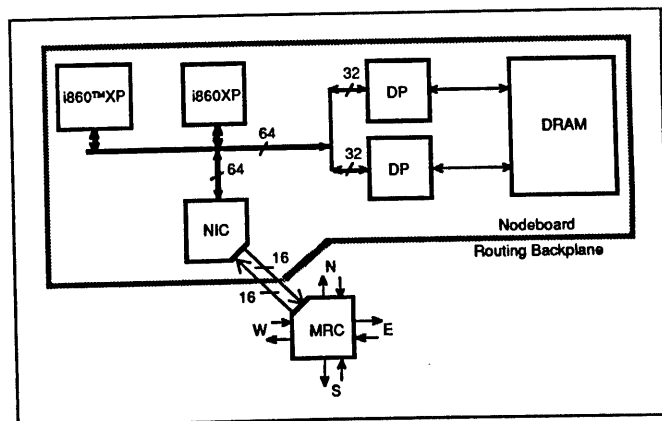 i860™XP
i860XP
32
DP
DRAM
64
32
DP
64
NIC
Nodeboard
Routing Backplane
16
16
N
W
MRC
E
S